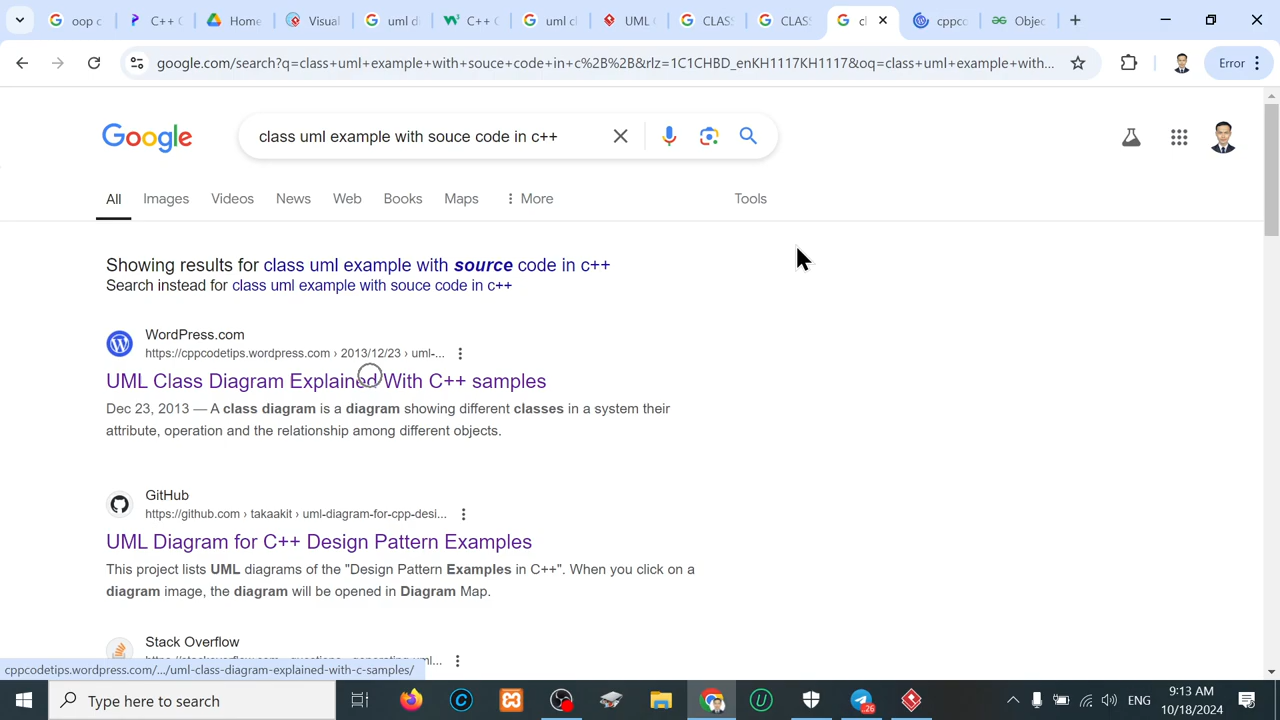 oop c
C++ C
Home
Visual
uml di
C++ C
uml cl
UML C
CLASS
CLASS
cl
cppco
Objec
google.com/search?q=class+uml+example+with+souce+code+in+c%2B%2B&rlz=1C1CHBD_enKH1117KH1117&oq=class+uml+example+with...
Error
Google
class uml example with souce code in c++
All
Images
Videos
News
Web
Books
Maps
More
Tools
Showing results for class uml example with source code in c++
Search instead for class uml example with souce code in c++
WordPress.com
https://cppcodetips.wordpress.com › 2013/12/23 › uml-...
UML Class Diagram Explained With C++ samples
Dec 23, 2013 — A class diagram is a diagram showing different classes in a system their
attribute, operation and the relationship among different objects.
GitHub
https://github.com › takaakit › uml-diagram-for-cpp-desi...
UML Diagram for C++ Design Pattern Examples
This project lists UML diagrams of the "Design Pattern Examples in C++". When you click on a
diagram image, the diagram will be opened in Diagram Map.
Stack Overflow
cppcodetips.wordpress.com/.../uml-class-diagram-explained-with-c-samples/
Type here to search
26
ENG
9:13 AM
10/18/2024